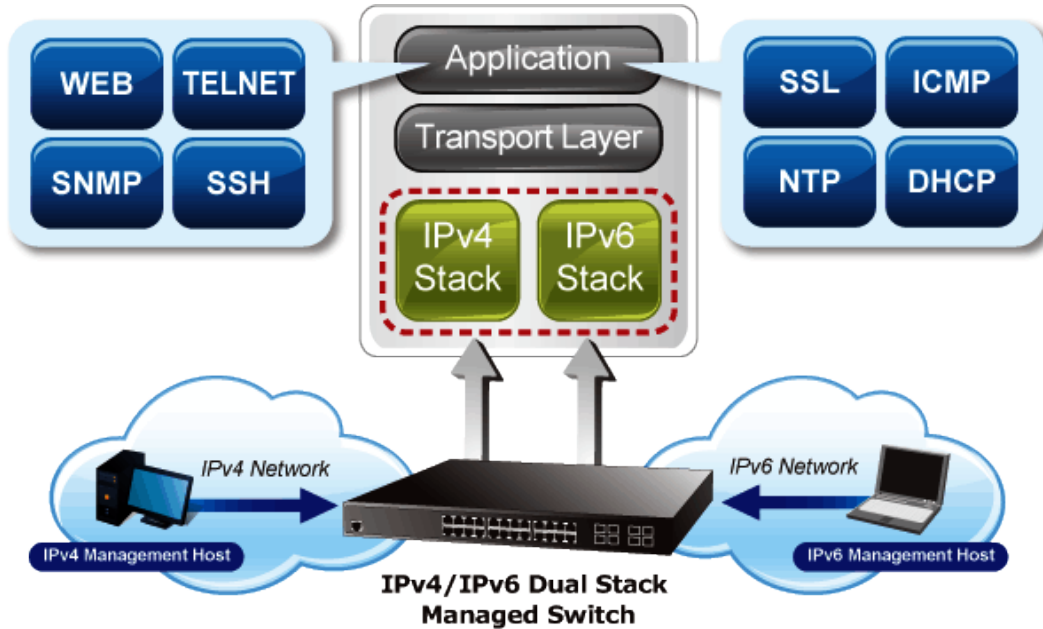 WEB
TELNET
SNMP
SSH
Application
Transport Layer
IPv4
Stack
IPv6
Stack
SSL
ICMP
NTP
DHCP
IPv4 Network
IPv4 Management Host
IPv6 Network
IPv6 Management Host
IPv4/IPv6 Dual Stack
Managed Switch